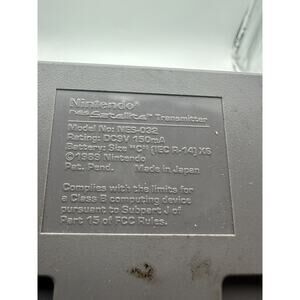 Nintendo
NES Satellite™ Transmitter
Model No: NES-032
Rating: DC9V 150mA
Battery: Size "C" (IEC R-14) X6
©1989 Nintendo
Pat. Pend. Made in Japan
Complies with the limits for
a Class B computing device
pursuant to Subpart J of
Part 15 of FCC Rules.